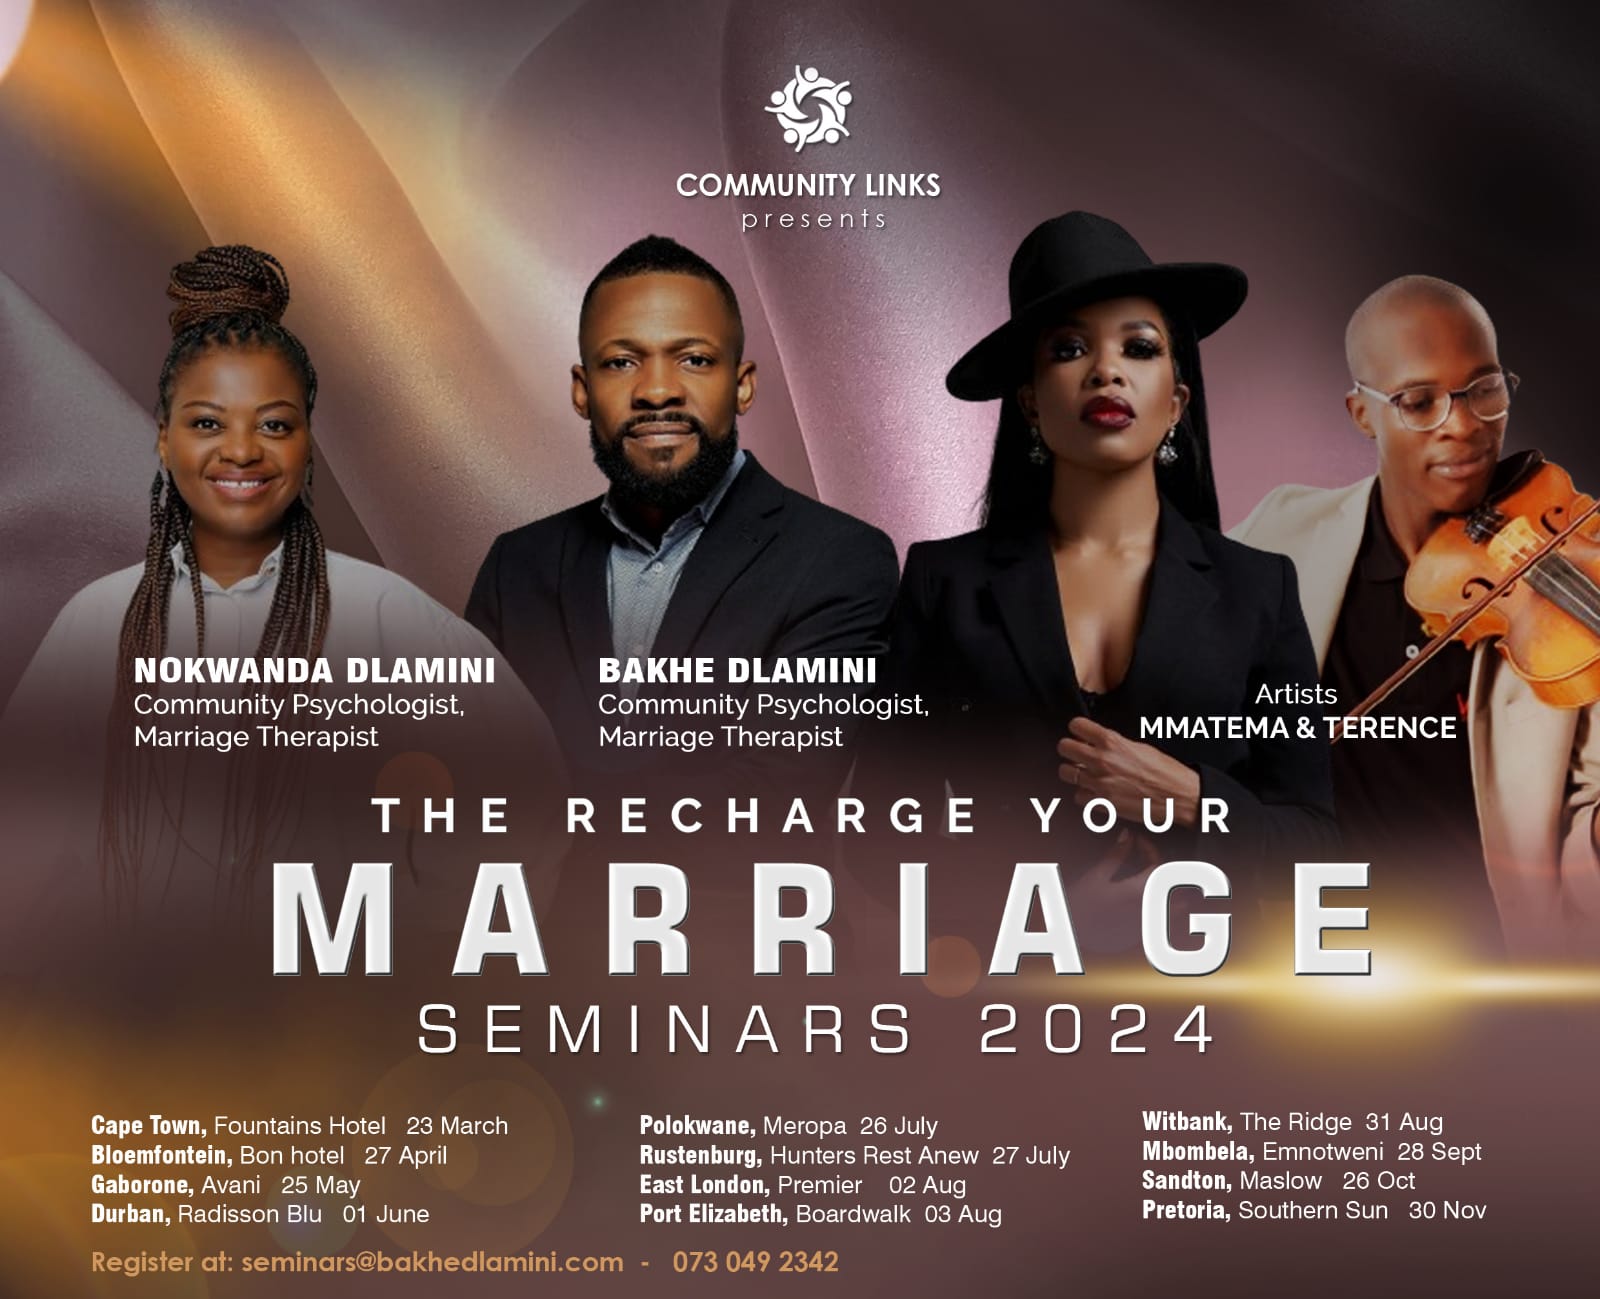 COMMUNITY LINKS
presents
NOKWANDA DLAMINI
Community Psychologist,
Marriage Therapist
BAKHE DLAMINI
Community Psychologist,
Marriage Therapist
Artists
MMATEMA & TERENCE
THE RECHARGE YOUR
MARRIAGE
SEMINARS 2024
Cape Town, Fountains Hotel 23 March
Bloemfontein, Bon hotel 27 April
Gaborone, Avani 25 May
Durban, Radisson Blu 01 June
Polokwane, Meropa 26 July
Rustenburg, Hunters Rest Anew 27 July
East London, Premier 02 Aug
Port Elizabeth, Boardwalk 03 Aug
Witbank, The Ridge 31 Aug
Mbombela, Emnotweni 28 Sept
Sandton, Maslow 26 Oct
Pretoria, Southern Sun 30 Nov
Register at: seminars@bakhedlamini.com - 073 049 2342